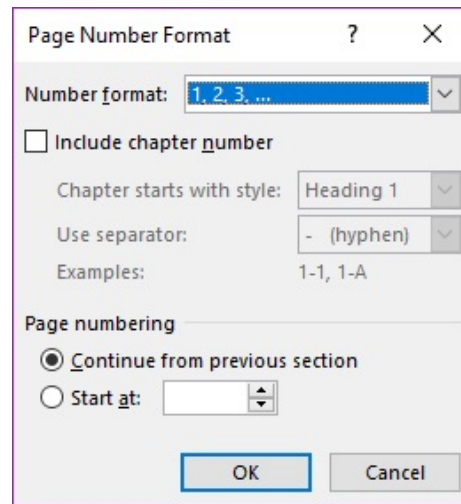 Page Number Format ?
Number format: 1, 2, 3, ...
Include chapter number
Chapter starts with style: Heading 1
Use separator: - (hyphen)
Examples: 1-1, 1-A
Page numbering
Continue from previous section
Start at:
OK Cancel